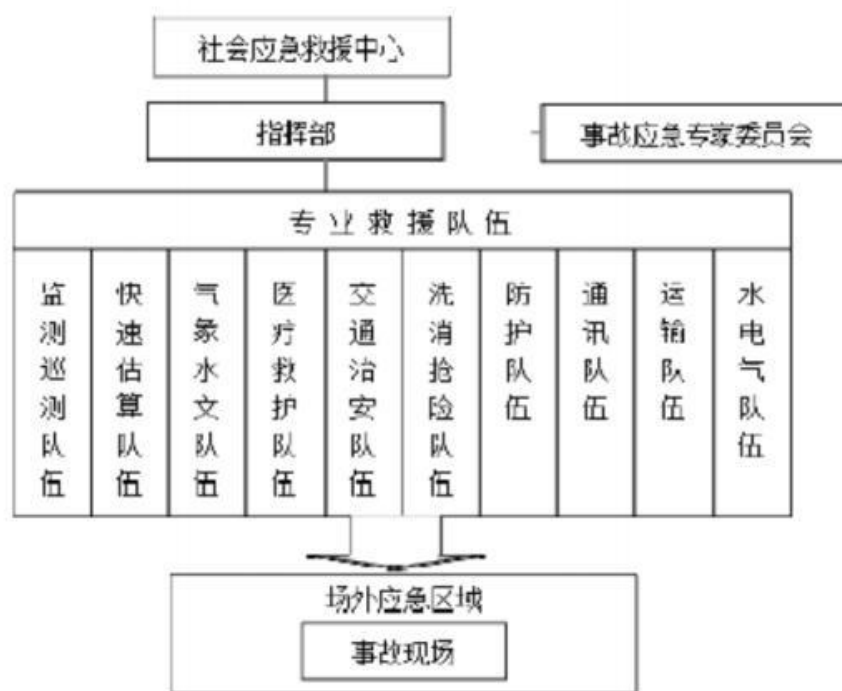 社会应急救援中心
指挥部
事故应急专家委员会
专业救援队伍
监测巡测队伍
快速估算队伍
气象水文队伍
医疗救护队伍
交通治安队伍
洗消抢险队伍
防护队伍
通讯队伍
运输队伍
水电气队伍
场外应急区域
事故现场